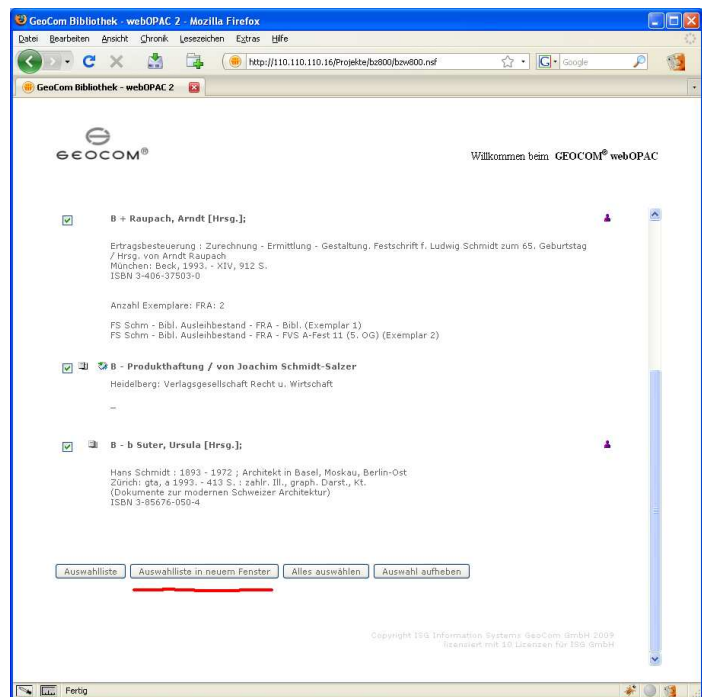 GeoCom Bibliothek - webOPAC 2 - Mozilla Firefox
Datei Bearbeiten Ansicht Chronik Lesezeichen Extras Hilfe
http://110.110.110.16/Projekte/bz800/bzw800.nsf
G Google
GeoCom Bibliothek - webOPAC 2
GEOCOM®
Willkommen beim GEOCOM® webOPAC
B + Raupach, Arndt [Hrsg.];
Ertragsbesteuerung : Zurechnung - Ermittlung - Gestaltung. Festschrift f. Ludwig Schmidt zum 65. Geburtstag
/ Hrsg. von Arndt Raupach
München: Beck, 1993. - XIV, 912 S.
ISBN 3-406-37503-0
Anzahl Exemplare: FRA: 2
FS Schm - Bibl. Ausleihbestand - FRA - Bibl. (Exemplar 1)
FS Schm - Bibl. Ausleihbestand - FRA - FVS A-Fest 11 (5. OG) (Exemplar 2)
B - Produkthaftung / von Joachim Schmidt-Salzer
Heidelberg: Verlagsgesellschaft Recht u. Wirtschaft
_
B - b Suter, Ursula [Hrsg.];
Hans Schmidt : 1893 - 1972 ; Architekt in Basel, Moskau, Berlin-Ost
Zürich: gta, a 1993. - 413 S. : zahlr. Ill., graph. Darst., Kt.
(Dokumente zur modernen Schweizer Architektur)
ISBN 3-85676-050-4
Auswahlliste Auswahlliste in neuem Fenster Alles auswählen Auswahl aufheben
Copyright ISG Information Systems GeoCom GmbH 2009
lizensiert mit 10 Lizenzen für ISG GmbH
Fertig